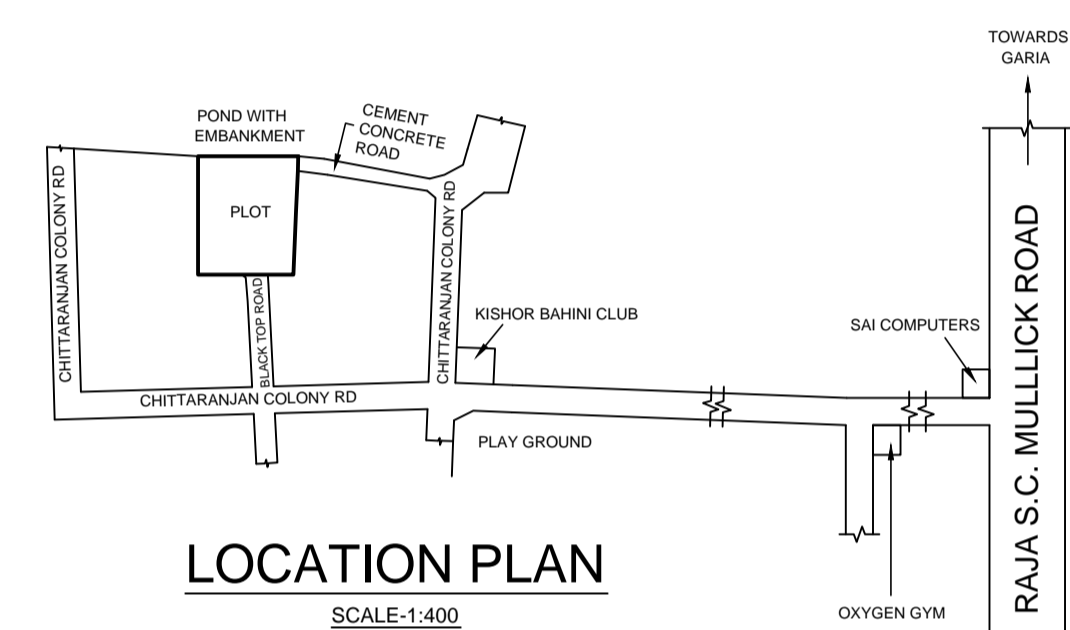 TOWARDS
GARIA
POND WITH
EMBANKMENT
CEMENT
CONCRETE
ROAD
CHITTARANJAN COLONY RD
PLOT
CHITTARANJAN COLONY RD
BLACK TOP ROAD
KISHOR BAHINI CLUB
SAI COMPUTERS
RAJA S.C. MULLLICK ROAD
CHITTARANJAN COLONY RD
PLAY GROUND
LOCATION PLAN
SCALE-1:400
OXYGEN GYM